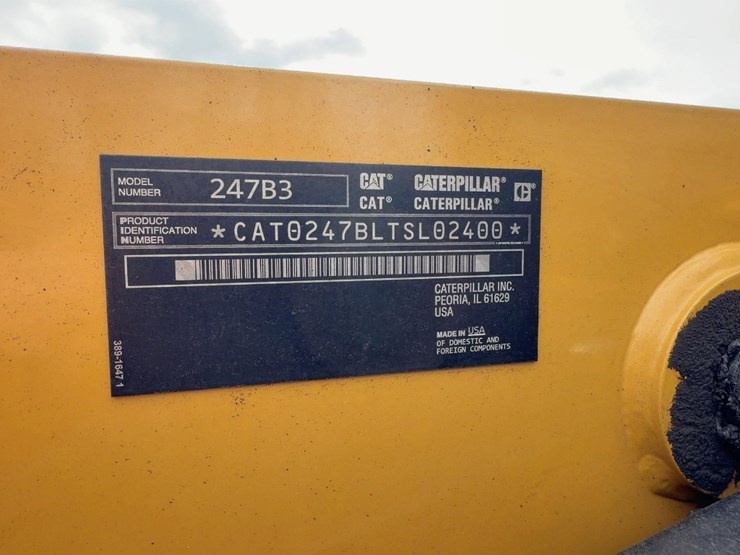 MODEL
NUMBER
247B3
CAT® CATERPILLAR® C®
CAT® CATERPILLAR®
PRODUCT
IDENTIFICATION
NUMBER
*CAT0247BLTSL02400*
CATERPILLAR INC.
PEORIA, IL 61629
USA
MADE IN USA
OF DOMESTIC AND
FOREIGN COMPONENTS
389-1647 1